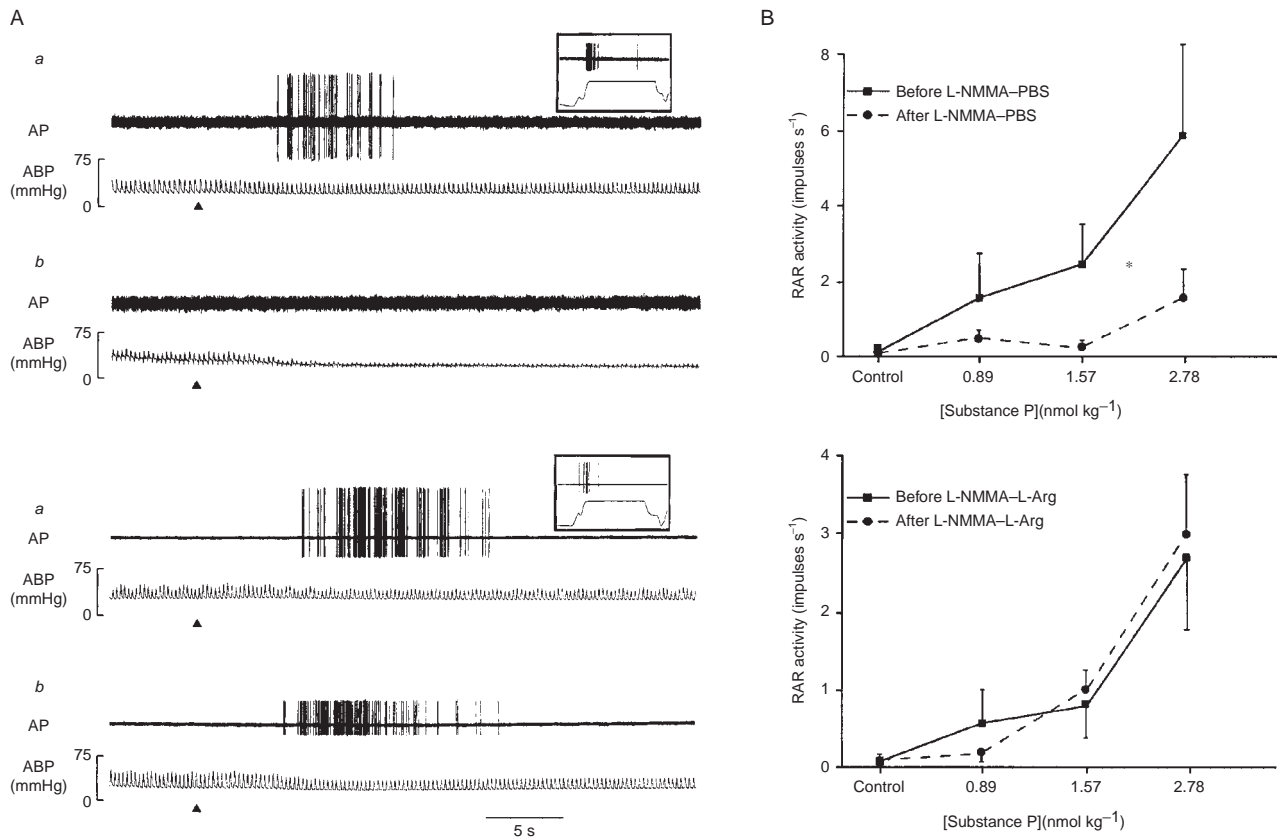 A
a
AP
ABP
(mmHg)
75
0
b
AP
ABP
(mmHg)
75
0
a
AP
ABP
(mmHg)
75
0
b
AP
ABP
(mmHg)
75
0
5 s
B
RAR activity (impulses s⁻¹)
8
6
4
2
0
Before L-NMMA–PBS
After L-NMMA–PBS
*
Control 0.89 1.57 2.78
[Substance P](nmol kg⁻¹)
RAR activity (impulses s⁻¹)
4
3
2
1
0
Before L-NMMA–L-Arg
After L-NMMA–L-Arg
Control 0.89 1.57 2.78
[Substance P](nmol kg⁻¹)